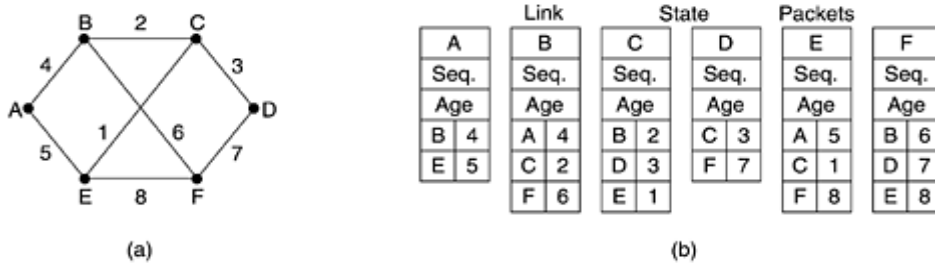 B 2 C
4 3
A D
1 6
5 7
E 8 F
(a)
Link State Packets
A B C D E F
Seq. Seq. Seq. Seq. Seq. Seq.
Age Age Age Age Age Age
B 4 A 4 B 2 C 3 A 5 B 6
E 5 C 2 D 3 F 7 C 1 D 7
F 6 E 1 F 8 E 8
(b)